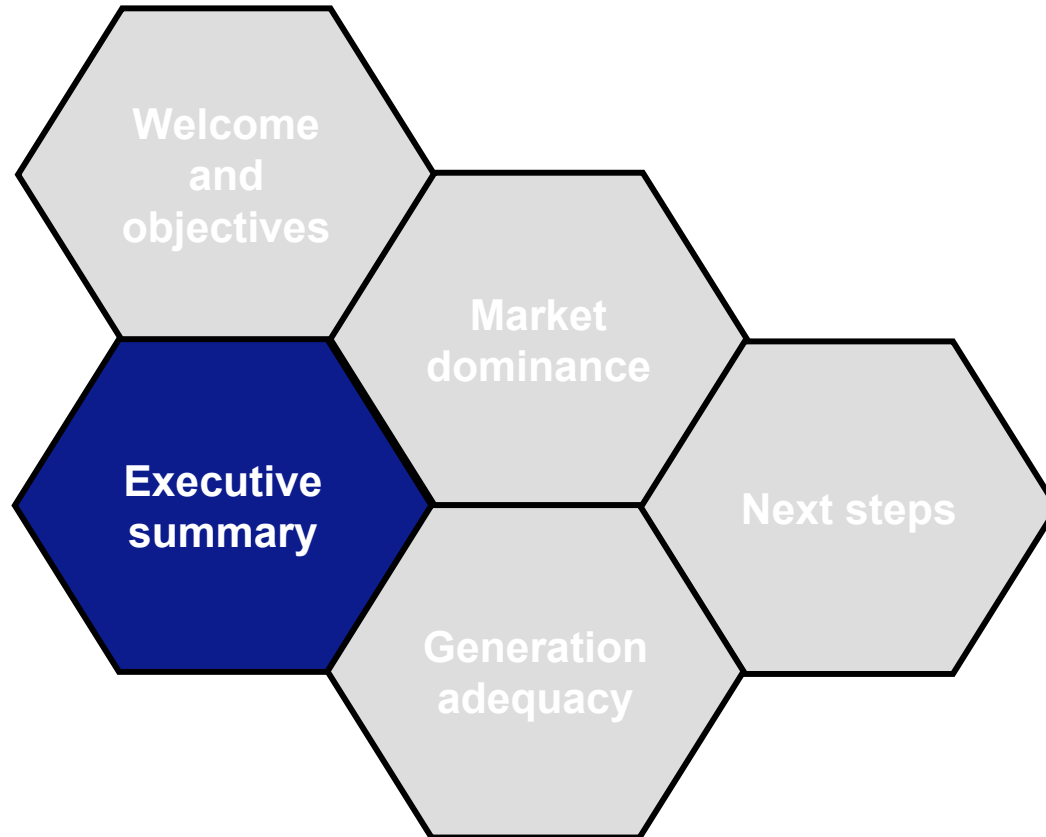 Welcome
and
objectives
Market
dominance
Executive
summary
Next steps
Generation
adequacy